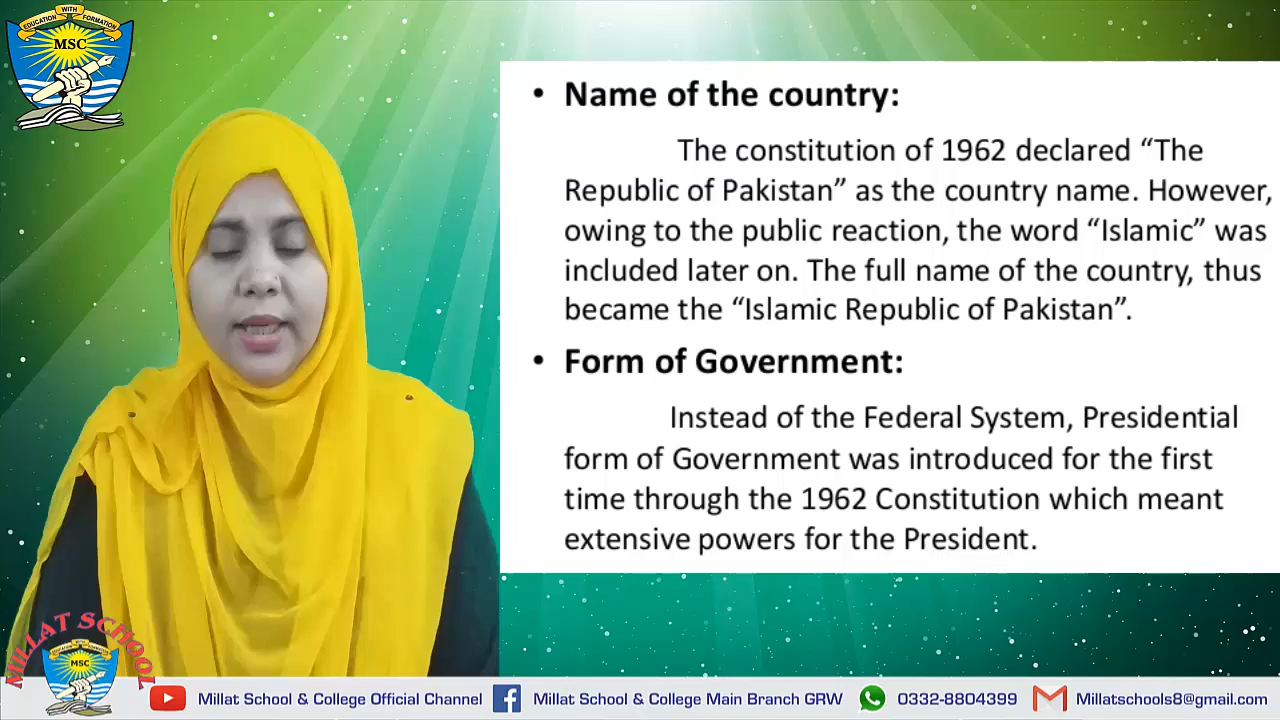 EDUCATION WITH FORMATION
MSC
• Name of the country:
The constitution of 1962 declared “The
Republic of Pakistan” as the country name. However,
owing to the public reaction, the word “Islamic” was
included later on. The full name of the country, thus
became the “Islamic Republic of Pakistan”.
• Form of Government:
Instead of the Federal System, Presidential
form of Government was introduced for the first
time through the 1962 Constitution which meant
extensive powers for the President.
MILLAT SCHOOL
MSC
Millat School & College Official Channel
Millat School & College Main Branch GRW
0332-8804399
Millatschools8@gmail.com